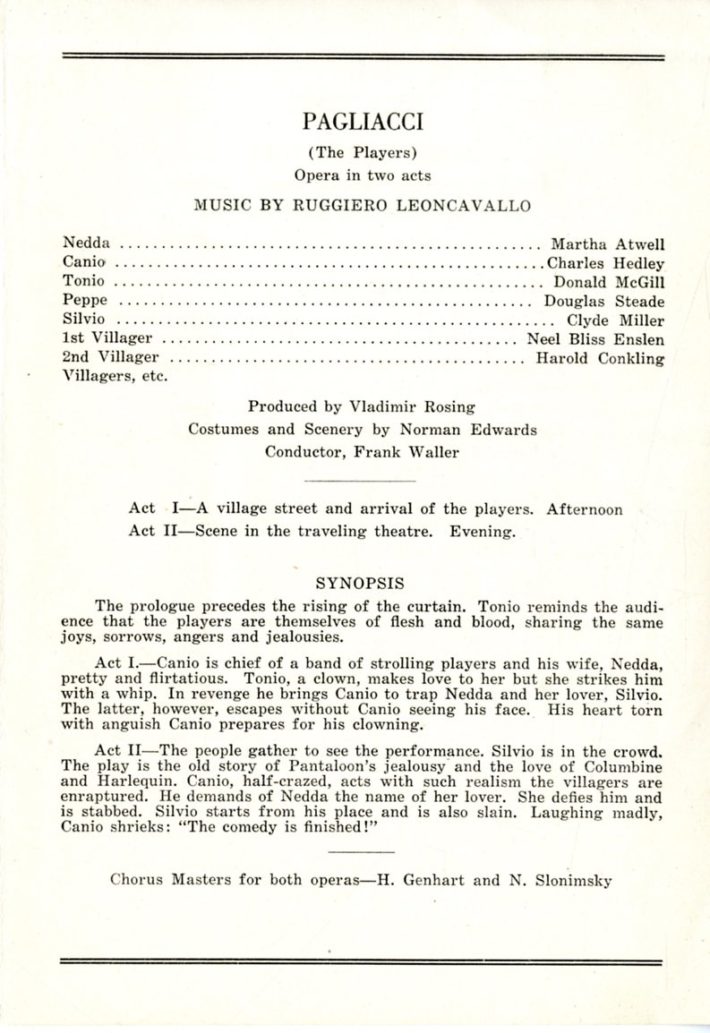 PAGLIACCI
(The Players)
Opera in two acts
MUSIC BY RUGGIERO LEONCAVALLO
Nedda .................................................. Martha Atwell
Canio ....................................................Charles Hedley
Tonio .................................................... Donald McGill
Peppe .................................................. Douglas Steade
Silvio ..................................................... Clyde Miller
1st Villager ........................................... Neel Bliss Enslen
2nd Villager ........................................... Harold Conkling
Villagers, etc.
Produced by Vladimir Rosing
Costumes and Scenery by Norman Edwards
Conductor, Frank Waller
Act I—A village street and arrival of the players. Afternoon
Act II—Scene in the traveling theatre. Evening.
SYNOPSIS
The prologue precedes the rising of the curtain. Tonio reminds the audi-
ence that the players are themselves of flesh and blood, sharing the same
joys, sorrows, angers and jealousies.
Act I.—Canio is chief of a band of strolling players and his wife, Nedda,
pretty and flirtatious. Tonio, a clown, makes love to her but she strikes him
with a whip. In revenge he brings Canio to trap Nedda and her lover, Silvio.
The latter, however, escapes without Canio seeing his face. His heart torn
with anguish Canio prepares for his clowning.
Act II—The people gather to see the performance. Silvio is in the crowd.
The play is the old story of Pantaloon's jealousy and the love of Columbine
and Harlequin. Canio, half-crazed, acts with such realism the villagers are
enraptured. He demands of Nedda the name of her lover. She defies him and
is stabbed. Silvio starts from his place and is also slain. Laughing madly,
Canio shrieks: "The comedy is finished!"
Chorus Masters for both operas—H. Genhart and N. Slonimsky